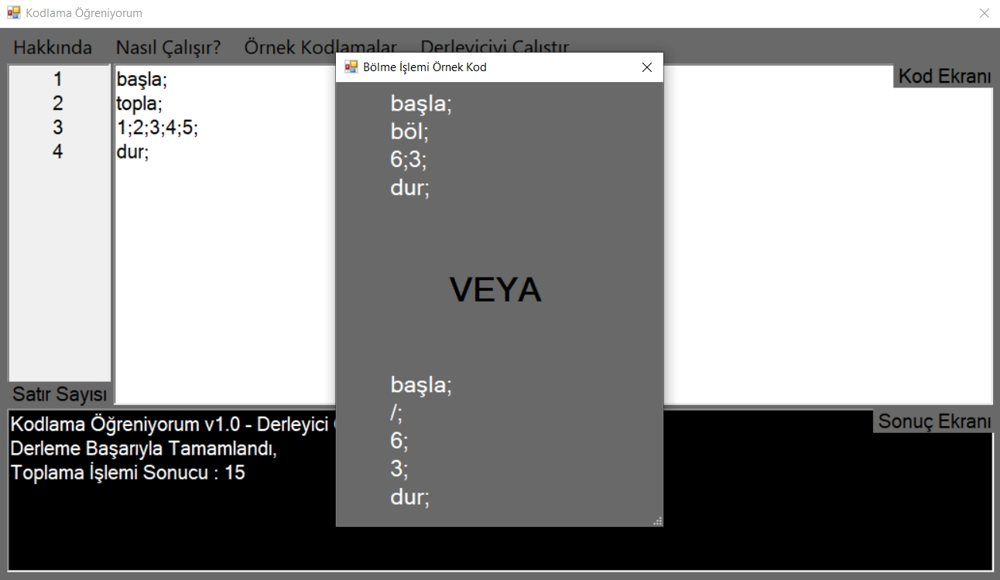 Kodlama Öğreniyorum
Hakkında Nasıl Çalışır? Örnek Kodlamalar Derleyiciyi Çalıştır
Kod Ekranı
1 başla;
2 topla;
3 1;2;3;4;5;
4 dur;
Satır Sayısı
Bölme İşlemi Örnek Kod
başla;
böl;
6;3;
dur;
VEYA
başla;
/;
6;
3;
dur;
Sonuç Ekranı
Kodlama Öğreniyorum v1.0 - Derleyici
Derleme Başarıyla Tamamlandı,
Toplama İşlemi Sonucu : 15